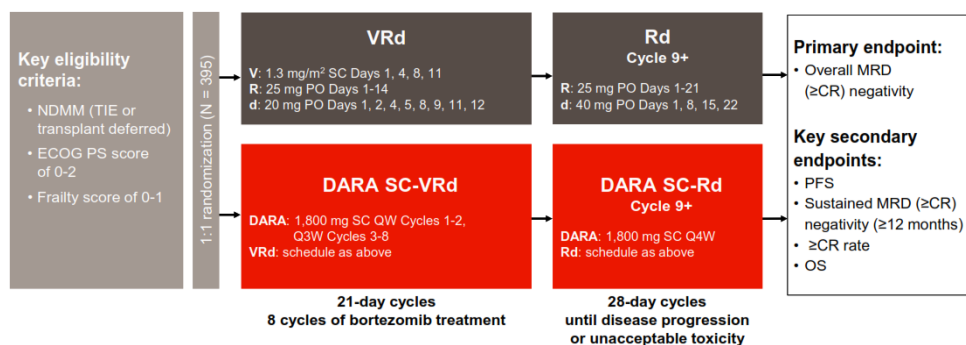 Key eligibility
criteria:
• NDMM (TIE or
transplant deferred)
• ECOG PS score
of 0-2
• Frailty score of 0-1
1:1 randomization (N = 395)
VRd
V: 1.3 mg/m² SC Days 1, 4, 8, 11
R: 25 mg PO Days 1-14
d: 20 mg PO Days 1, 2, 4, 5, 8, 9, 11, 12
Rd
Cycle 9+
R: 25 mg PO Days 1-21
d: 40 mg PO Days 1, 8, 15, 22
DARA SC-VRd
DARA: 1,800 mg SC QW Cycles 1-2,
Q3W Cycles 3-8
VRd: schedule as above
DARA SC-Rd
Cycle 9+
DARA: 1,800 mg SC Q4W
Rd: schedule as above
21-day cycles
8 cycles of bortezomib treatment
28-day cycles
until disease progression
or unacceptable toxicity
Primary endpoint:
• Overall MRD
(≥CR) negativity
Key secondary
endpoints:
• PFS
• Sustained MRD (≥CR)
negativity (≥12 months)
• ≥CR rate
• OS